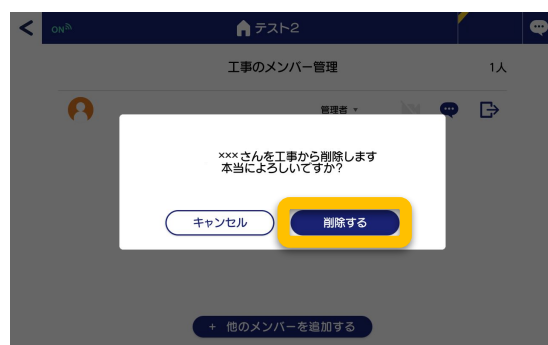 ON
テスト2
工事のメンバー管理
1人
管理者
×××さんを工事から削除します
本当によろしいですか?
キャンセル
削除する
+ 他のメンバーを追加する